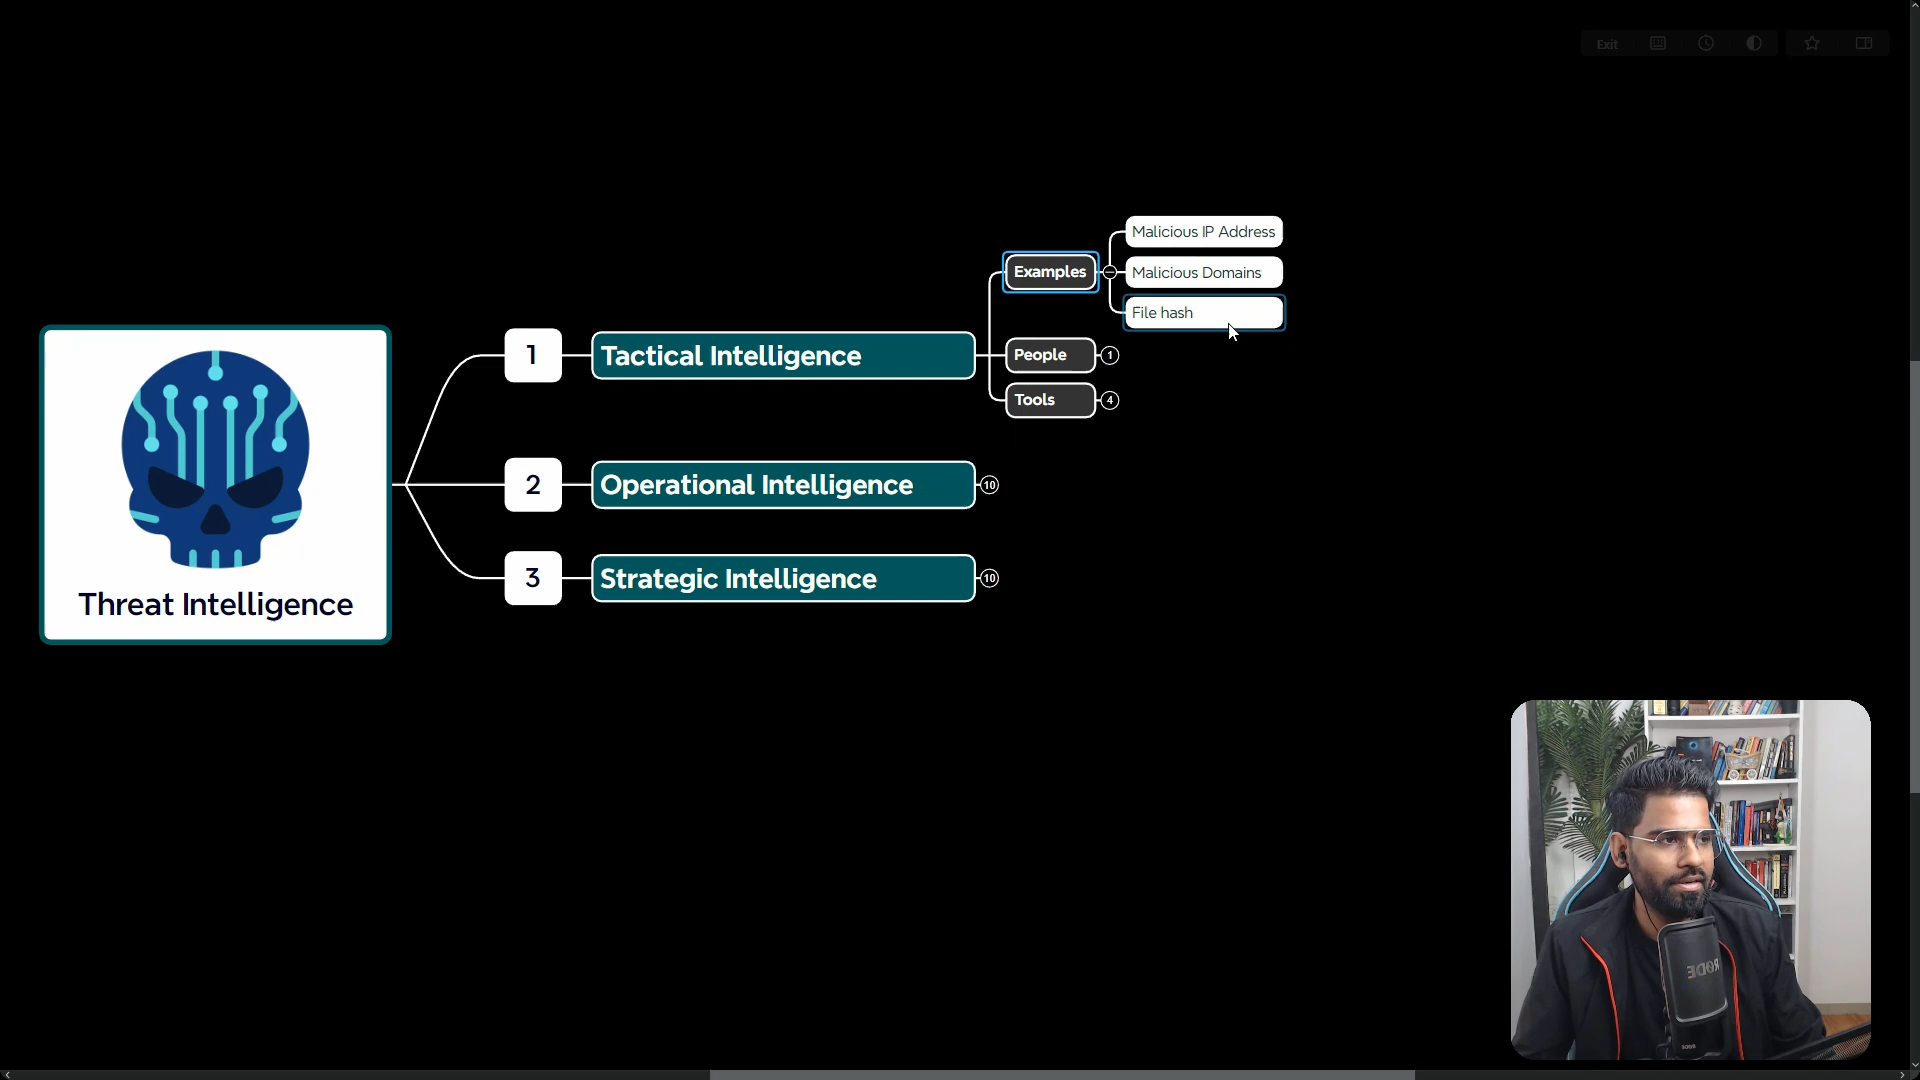 Exit
Malicious IP Address
Examples
Malicious Domains
File hash
1
Tactical Intelligence
People
1
Tools
4
2
Operational Intelligence
10
3
Strategic Intelligence
10
Threat Intelligence
RØDE